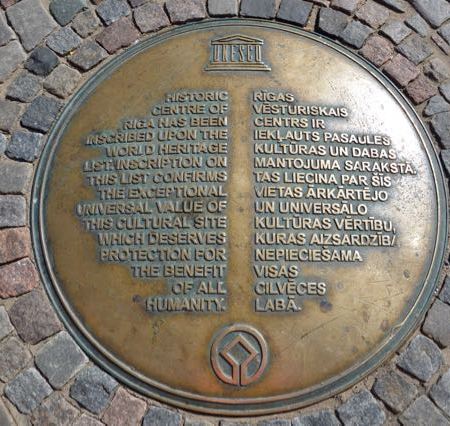 UNESCO
HISTORIC
CENTRE OF
RIGA HAS BEEN
INSCRIBED UPON THE
WORLD HERITAGE
LIST. INSCRIPTION ON
THIS LIST CONFIRMS
THE EXCEPTIONAL
UNIVERSAL VALUE OF
THIS CULTURAL SITE
WHICH DESERVES
PROTECTION FOR
THE BENEFIT
OF ALL
HUMANITY.
RĪGAS
VĒSTURISKAIS
CENTRS IR
IEKĻAUTS PASAULES
KULTŪRAS UN DABAS
MANTOJUMA SARAKSTĀ.
TAS LIECINA PAR ŠĪS
VIETAS ĀRKĀRTĒJO
UN UNIVERSĀLO
KULTŪRAS VĒRTĪBU,
KURAS AIZSARDZĪBA
NEPIECIEŠAMA
VISAS
CILVĒCES
LABĀ.